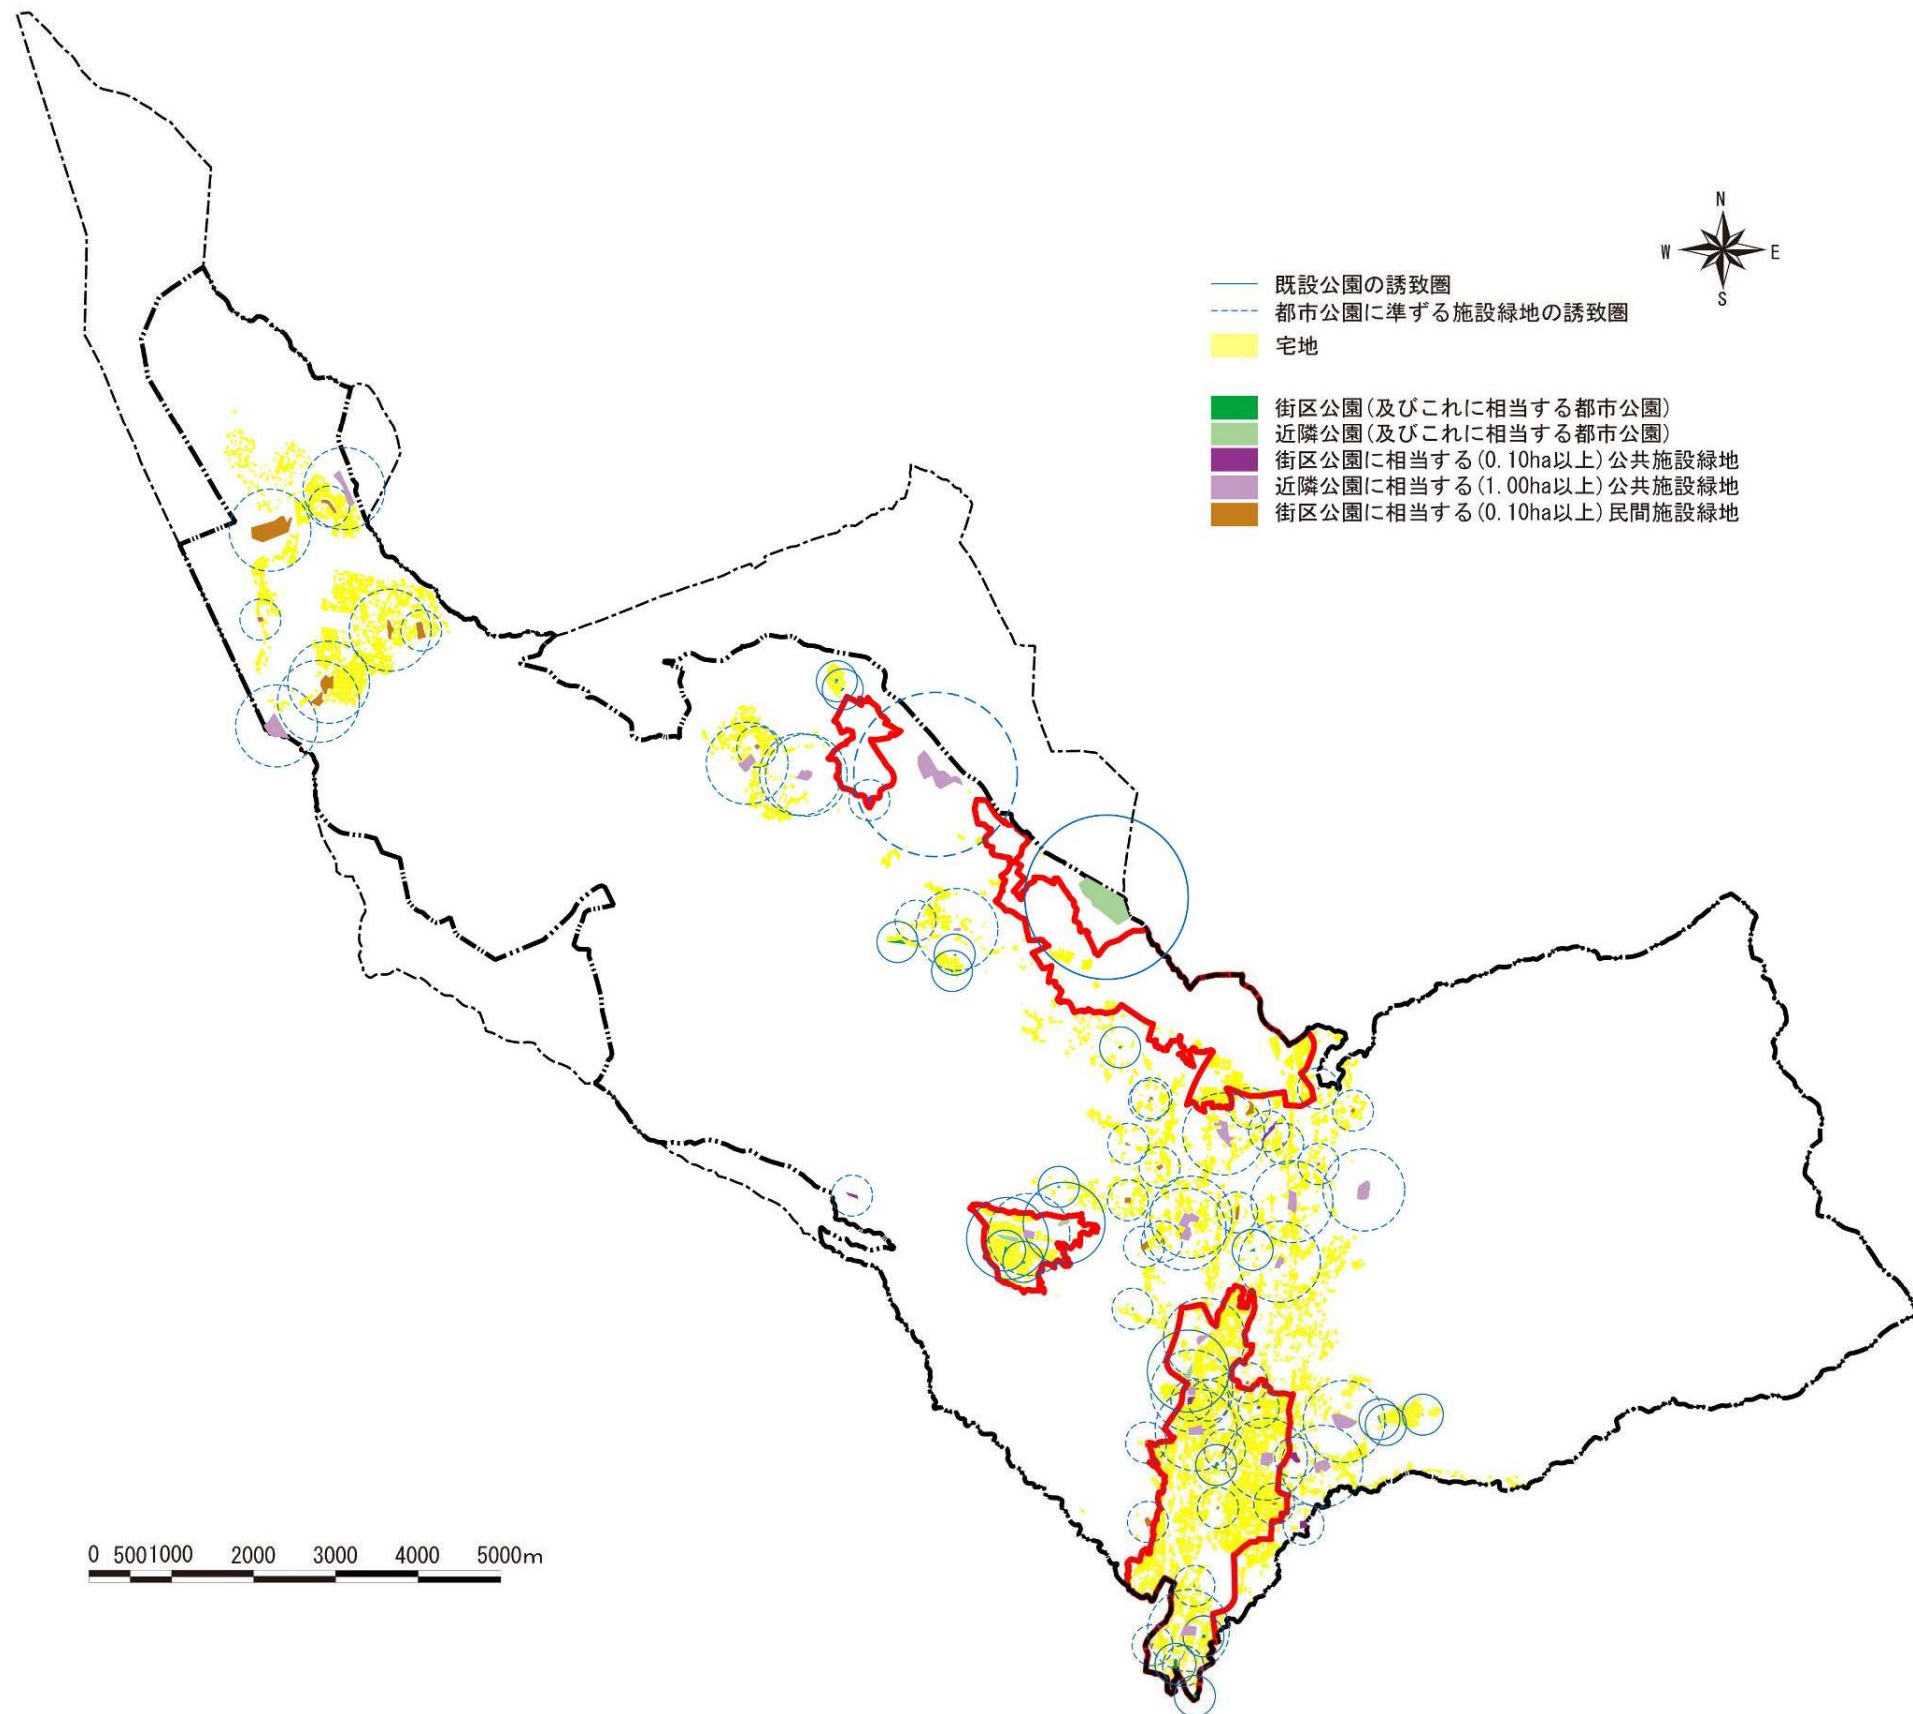 N
W E
S
既設公園の誘致圏
都市公園に準ずる施設緑地の誘致圏
宅地
街区公園(及びこれに相当する都市公園)
近隣公園(及びこれに相当する都市公園)
街区公園に相当する(0.10ha以上)公共施設緑地
近隣公園に相当する(1.00ha以上)公共施設緑地
街区公園に相当する(0.10ha以上)民間施設緑地
0 500 1000 2000 3000 4000 5000m